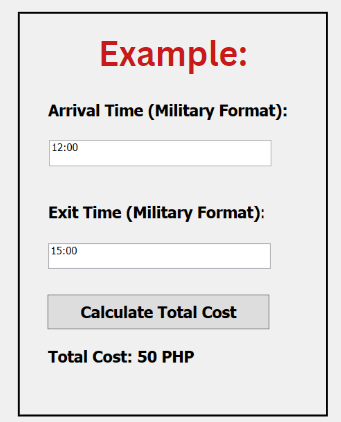 Example:
Arrival Time (Military Format):
12:00
Exit Time (Military Format):
15:00
Calculate Total Cost
Total Cost: 50 PHP